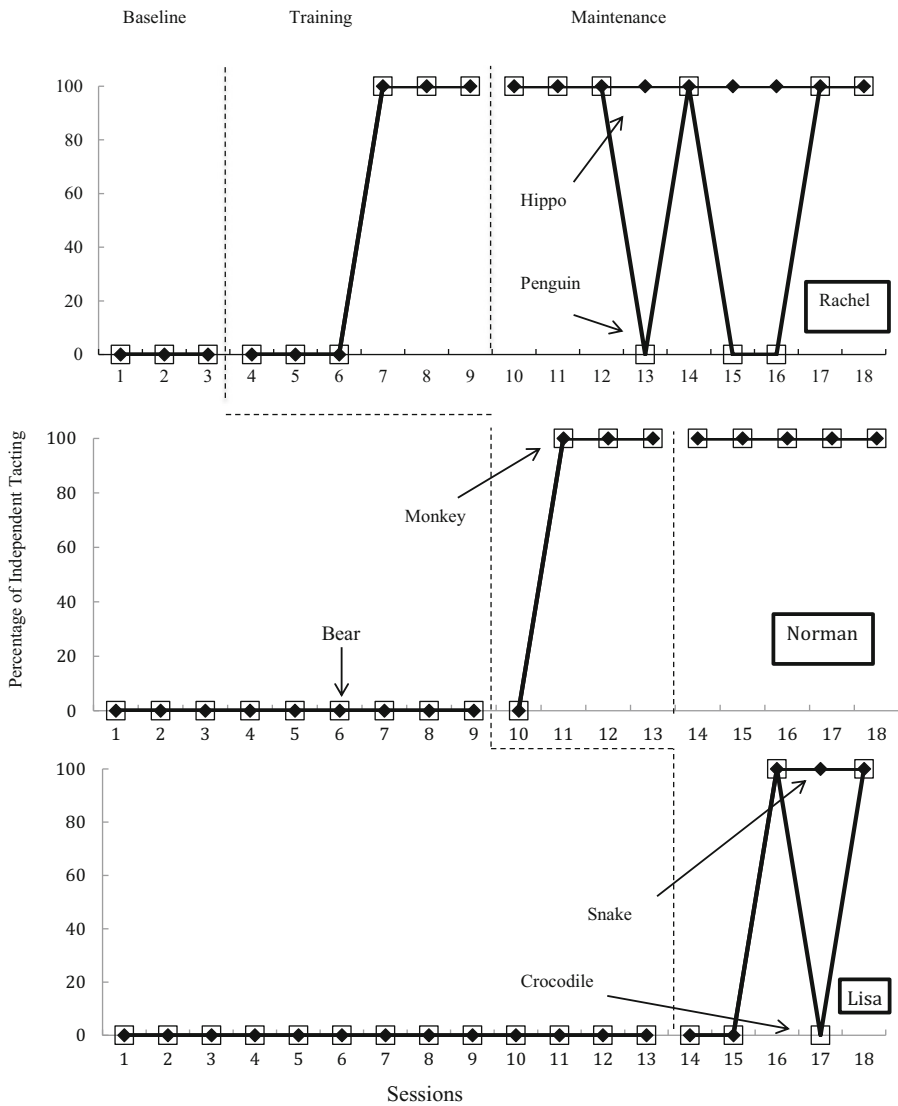 Baseline Training Maintenance
100
80
60
40
20
0
Hippo
Penguin
Rachel
1 2 3 4 5 6 7 8 9 10 11 12 13 14 15 16 17 18
Percentage of Independent Tacting
100
80
60
40
20
0
Monkey
Bear
Norman
1 2 3 4 5 6 7 8 9 10 11 12 13 14 15 16 17 18
100
80
60
40
20
0
Snake
Crocodile
Lisa
1 2 3 4 5 6 7 8 9 10 11 12 13 14 15 16 17 18
Sessions